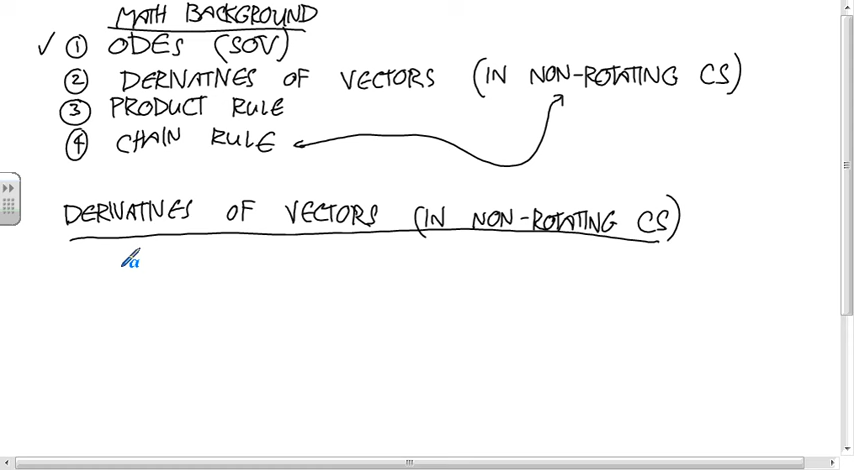 MATH BACKGROUND
✓ ① ODES (SOV)
② DERIVATIVES OF VECTORS (IN NON-ROTATING CS)
③ PRODUCT RULE
④ CHAIN RULE
DERIVATIVES OF VECTORS (IN NON-ROTATING CS)
a